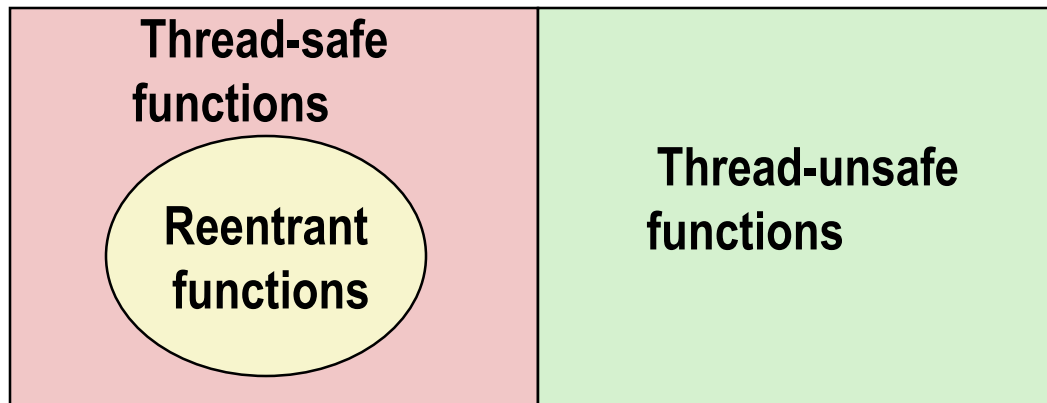 Thread-safe
functions
Reentrant
functions
Thread-unsafe
functions